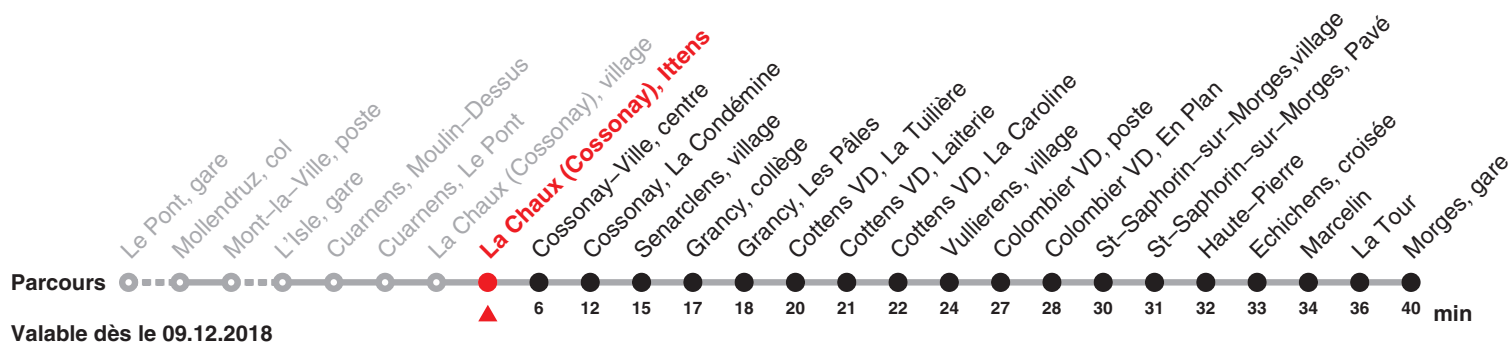 Le Pont, gare
Mollendruz, col
Mont–la–Ville, poste
L'Isle, gare
Cuarnens, Moulin–Dessus
Cuarnens, Le Pont
La Chaux (Cossonay), village
La Chaux (Cossonay), Ittens
Cossonay–Ville, centre
Cossonay, La Condémine
Senarclens, village
Grancy, collège
Grancy, Les Pâles
Cottens VD, La Tuilière
Cottens VD, Laiterie
Cottens VD, La Caroline
Vullierens, village
Colombier VD, poste
Colombier VD, En Plan
St–Saphorin–sur–Morges,village
St–Saphorin–sur–Morges, Pavé
Haute–Pierre
Echichens, croisée
Marcelin
La Tour
Morges, gare
Parcours
6 12 15 17 18 20 21 22 24 27 28 30 31 32 33 34 36 40 min
Valable dès le 09.12.2018